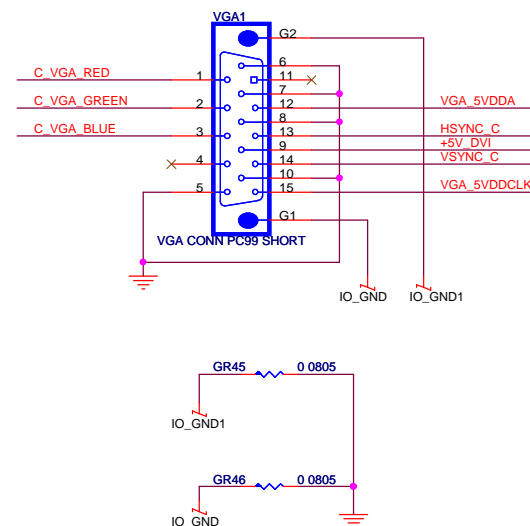 VGA1
G2
6
C_VGA_RED
1
11
7
C_VGA_GREEN
2
12
VGA_5VDDA
8
C_VGA_BLUE
3
13
HSYNC_C
9
+5V_DVI
4
14
VSYNC_C
10
5
15
VGA_5VDDCLK
G1
VGA CONN PC99 SHORT
IO_GND
IO_GND1
GR45
0 0805
IO_GND1
GR46
0 0805
IO_GND